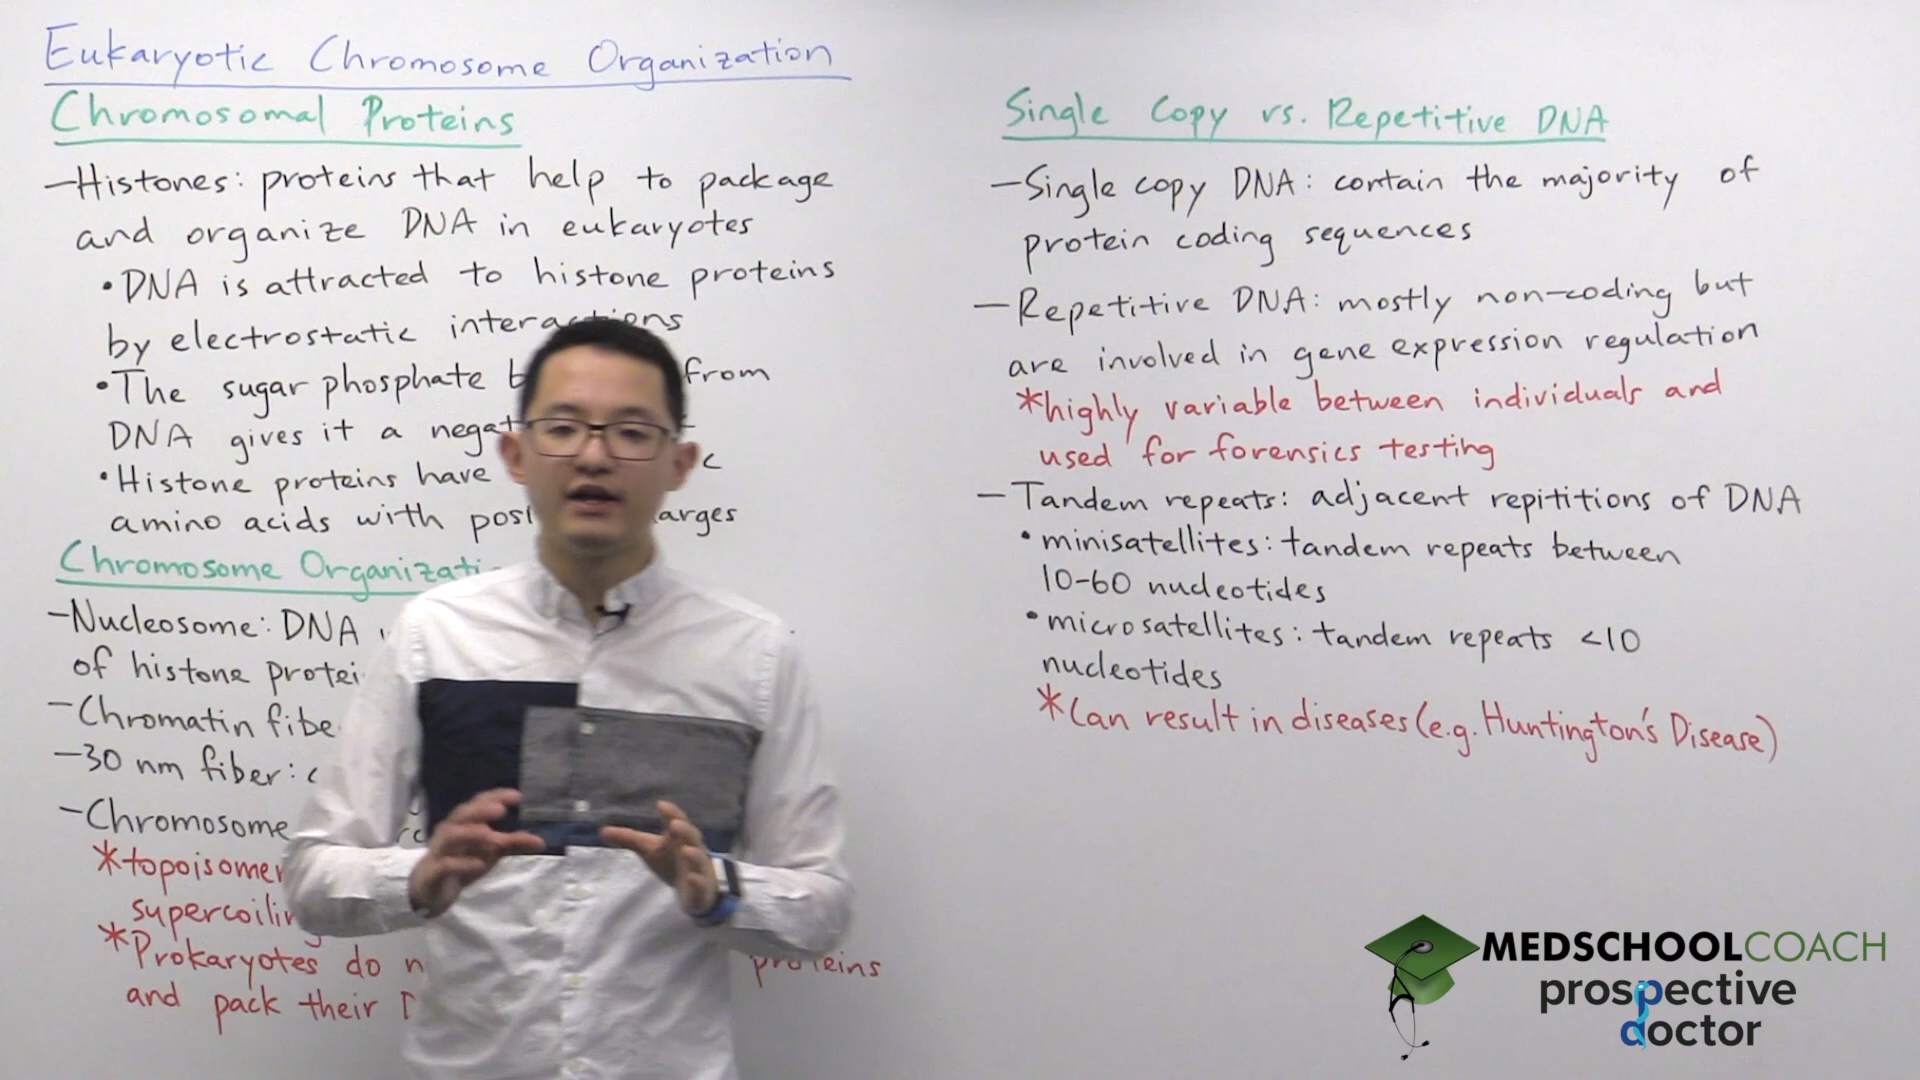 Eukaryotic Chromosome Organization
Chromosomal Proteins
-Histones: proteins that help to package
and organize DNA in eukaryotes
•DNA is attracted to histone proteins
by electrostatic interactions
•The sugar phosphate from
DNA gives it a
•Histone proteins have
amino acids with
Chromosome
-Nucleosome: DNA
of histone
-Chromatin
-30 nm fiber:
-Chromosome
*
*Prokaryotes do proteins
and pack their
Single Copy vs. Repetitive DNA
-Single copy DNA: contain the majority of
protein coding sequences
-Repetitive DNA: mostly non-coding but
are involved in gene expression regulation
*highly variable between individuals and
used for forensics testing
-Tandem repeats: adjacent repititions of DNA
•minisatellites: tandem repeats between
10-60 nucleotides
•microsatellites: tandem repeats <10
nucleotides
*Can result in diseases (e.g. Huntington's Disease)
MEDSCHOOLCOACH
prospective
doctor